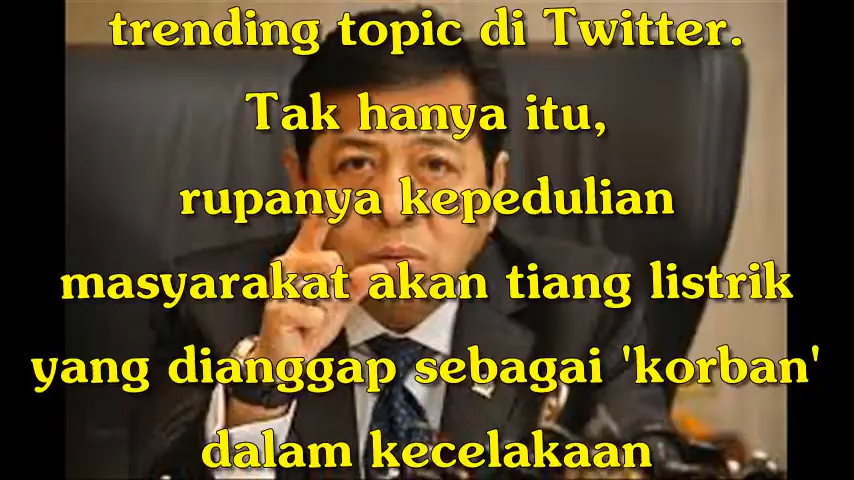 trending topic di Twitter.
Tak hanya itu,
rupanya kepedulian
masyarakat akan tiang listrik
yang dianggap sebagai 'korban'
dalam kecelakaan